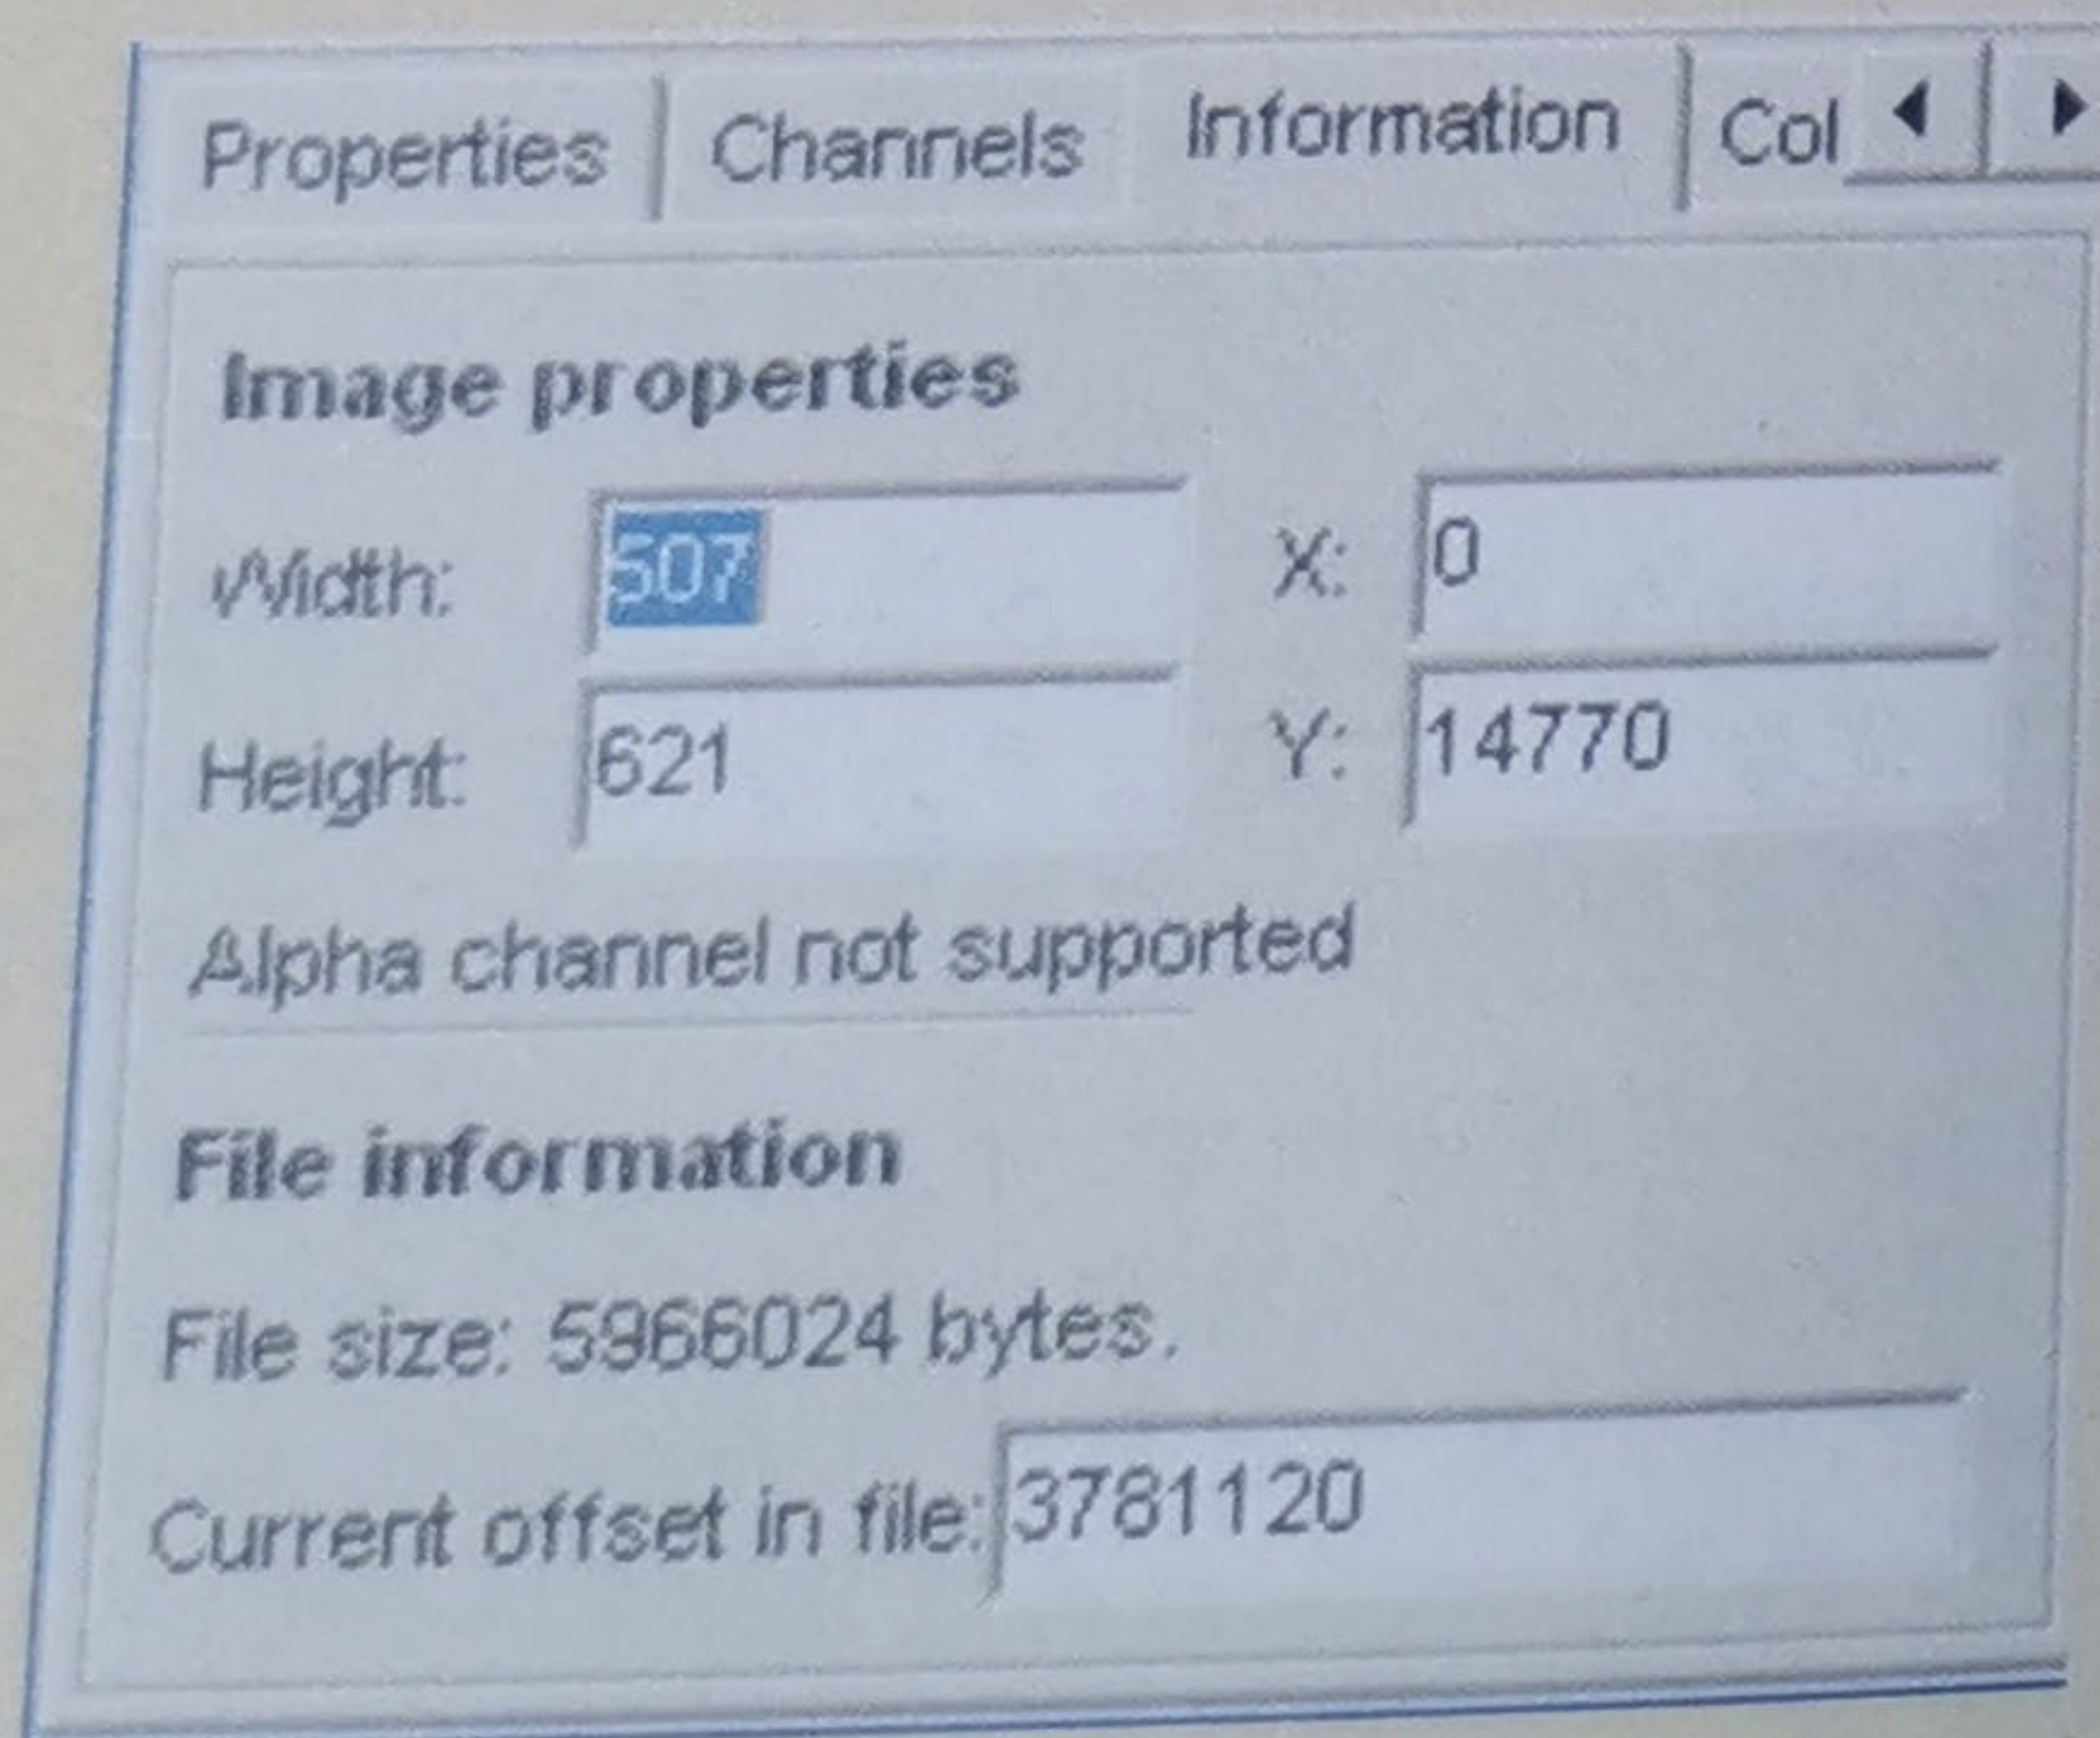 Properties Channels Information Col
Image properties
Width: 507 X: 0
Height: 621 Y: 14770
Alpha channel not supported
File information
File size: 5966024 bytes.
Current offset in file: 3781120